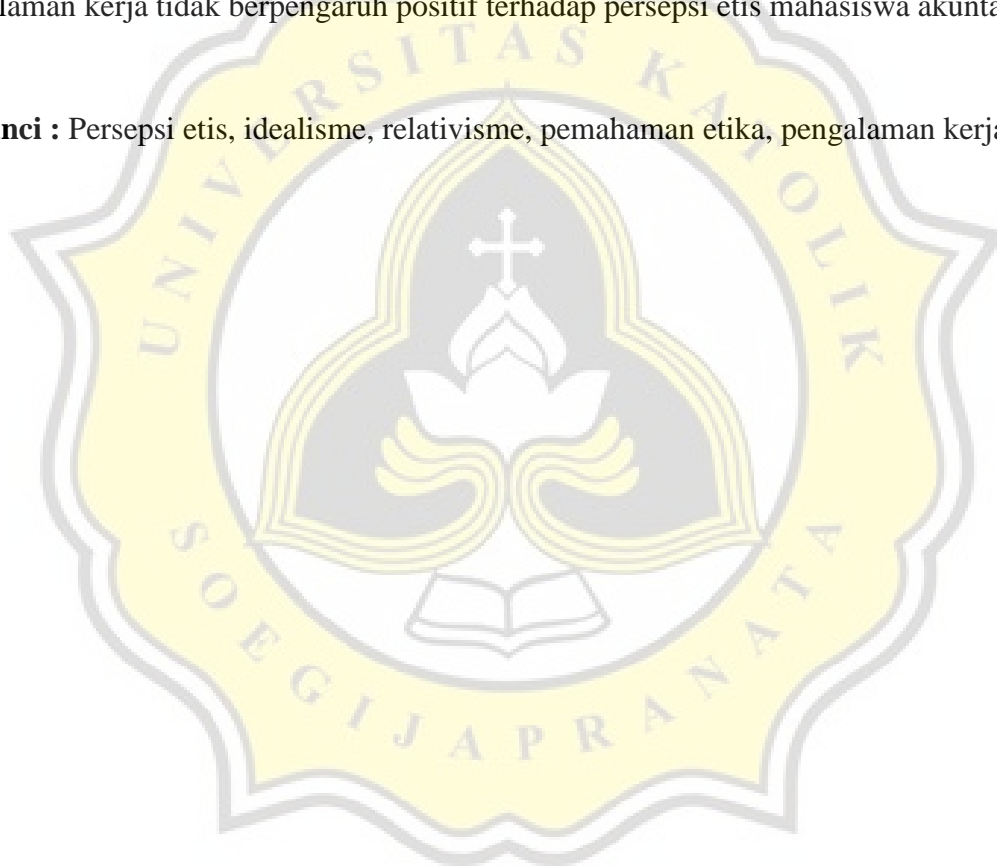 laman kerja tidak berpengaruh positif terhadap persepsi etis mahasiswa akunta
nci : Persepsi etis, idealisme, relativisme, pemahaman etika, pengalaman kerja
UNIVERSITAS KATOLIK
SOEGIJAPRANATA